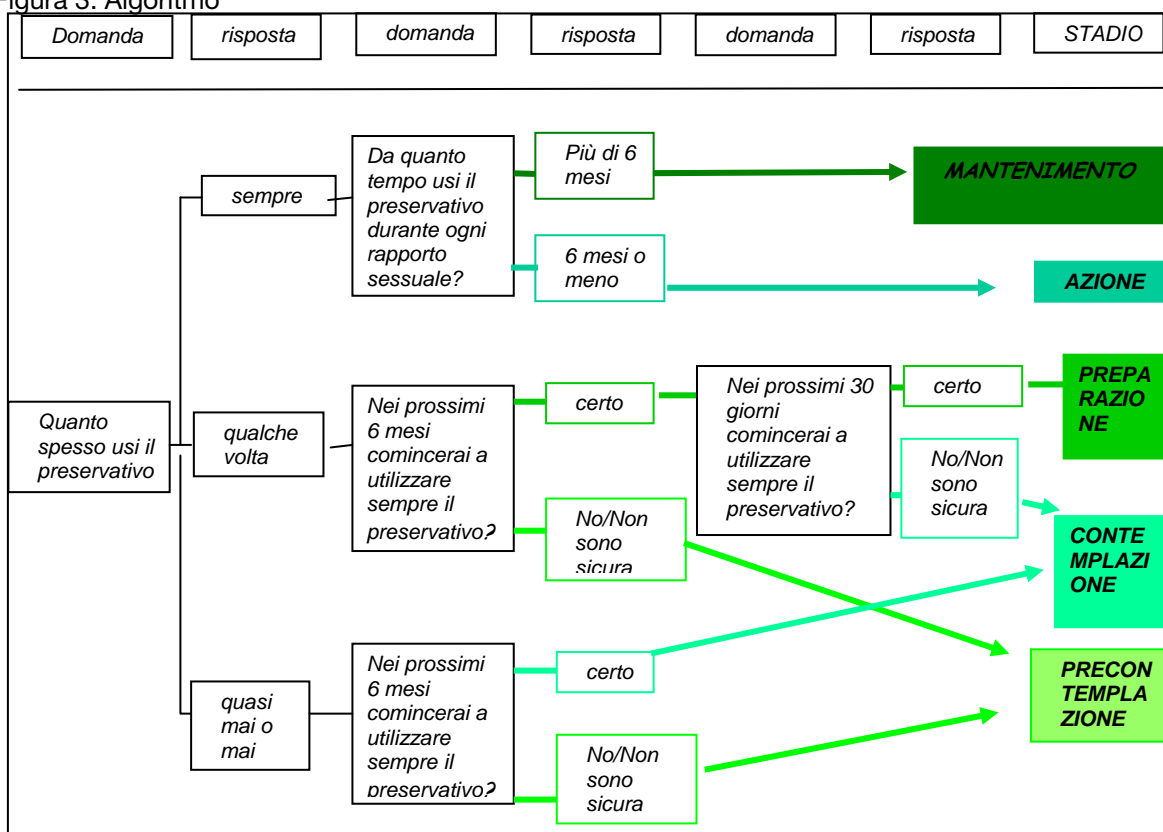 Figura 3. Algoritmo
Domanda
risposta
domanda
risposta
domanda
risposta
STADIO
Quanto
spesso usi il
preservativo
sempre
Da quanto
tempo usi il
preservativo
durante ogni
rapporto
sessuale?
Più di 6
mesi
MANTENIMENTO
6 mesi o
meno
AZIONE
qualche
volta
Nei prossimi
6 mesi
comincerai a
utilizzare
sempre il
preservativo?
certo
Nei prossimi 30
giorni
comincerai a
utilizzare
sempre il
preservativo?
certo
PREPA
RAZIO
NE
No/Non
sono
sicura
CONTE
MPLAZI
ONE
No/Non
sono
sicura
quasi
mai o
mai
Nei prossimi
6 mesi
comincerai a
utilizzare
sempre il
preservativo?
certo
No/Non
sono
sicura
PRECON
TEMPLA
ZIONE